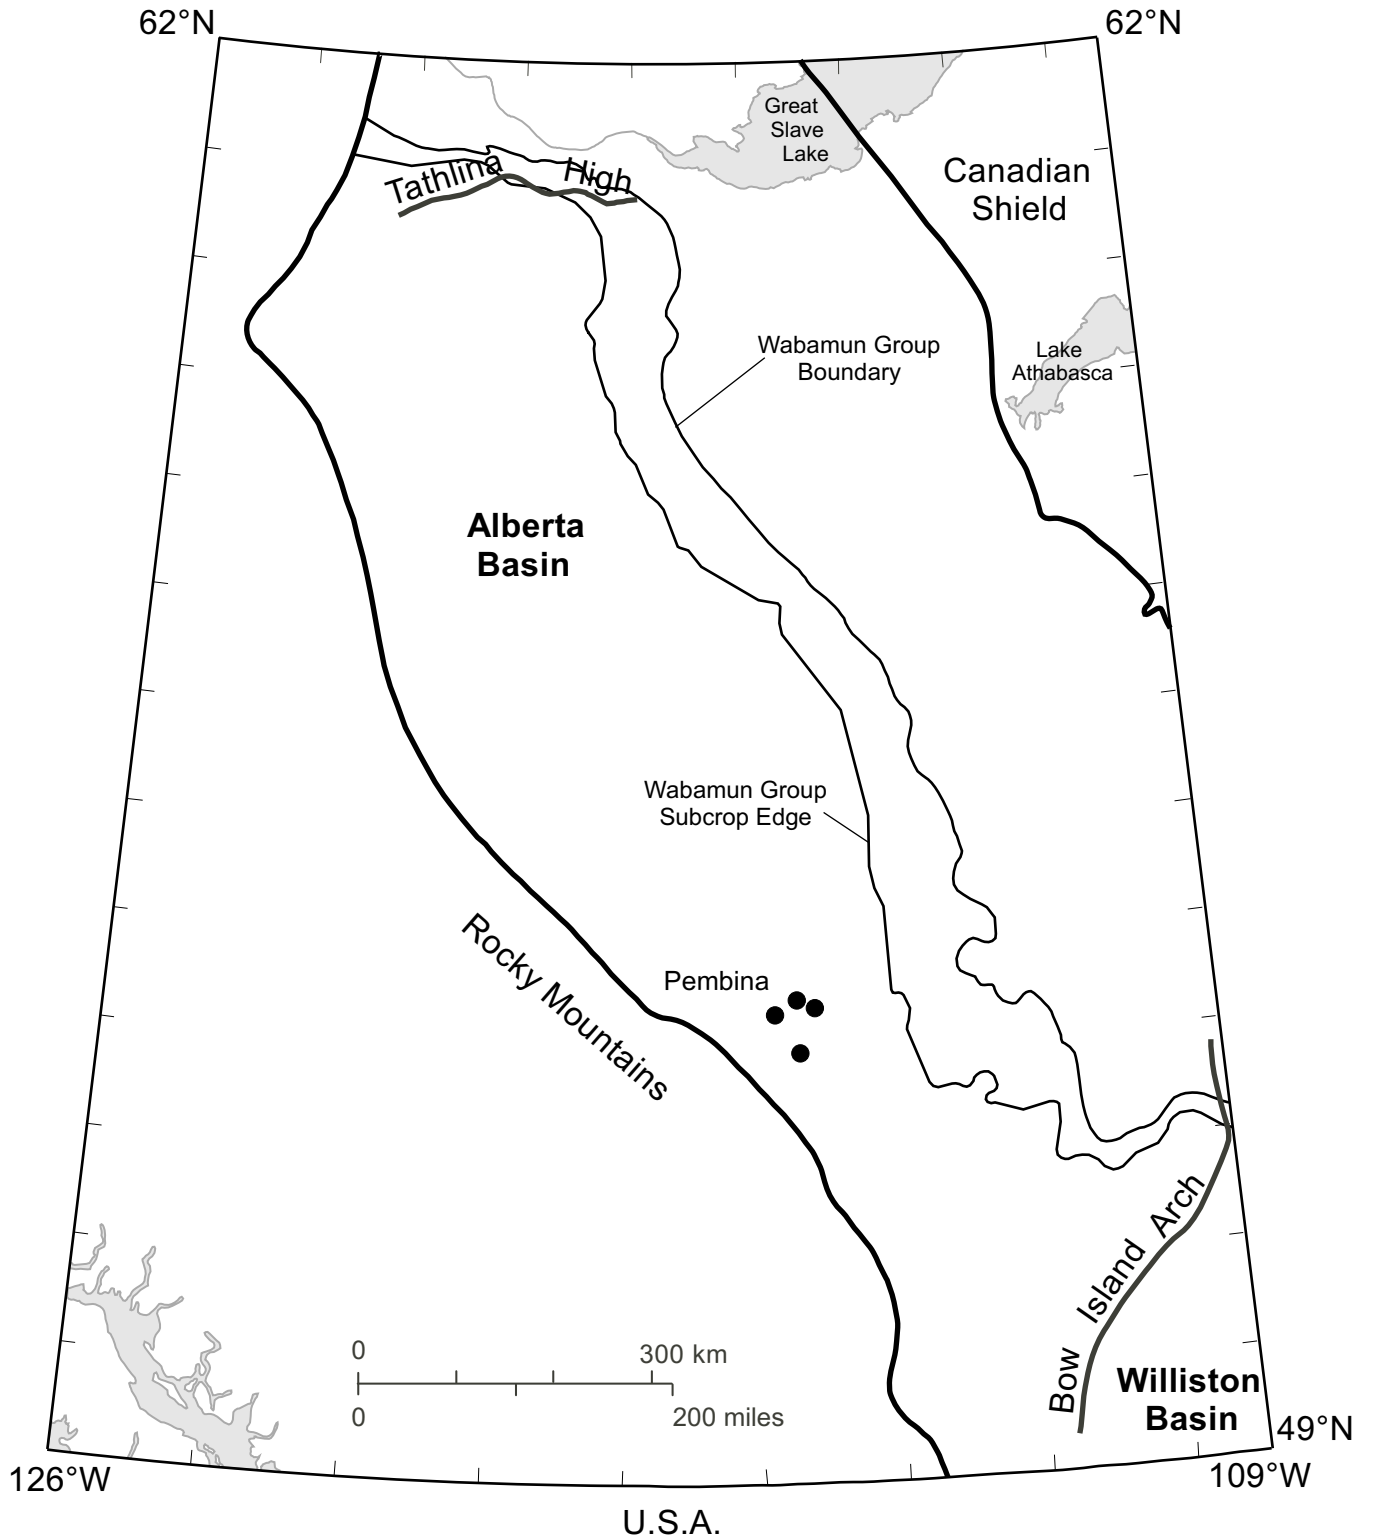 62°N
62°N
Great
Slave
Lake
Canadian
Shield
Tathlina High
Wabamun Group
Boundary
Lake
Athabasca
Alberta
Basin
Wabamun Group
Subcrop Edge
Rocky Mountains
Pembina
Bow Island Arch
0
300 km
0
200 miles
Williston
Basin
49°N
126°W
109°W
U.S.A.